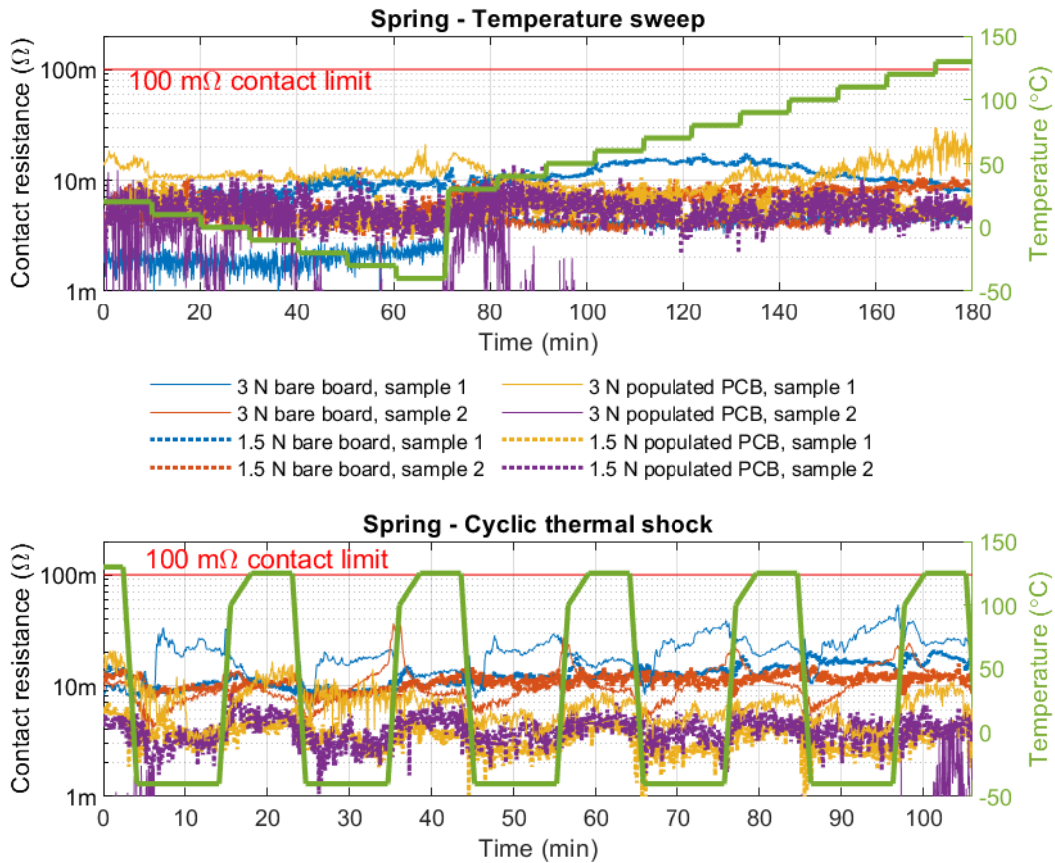 Spring - Temperature sweep
Contact resistance (Ω)
100m
10m
1m
100 mΩ contact limit
150
100
50
0
-50
Temperature (°C)
0 20 40 60 80 100 120 140 160 180
Time (min)
3 N bare board, sample 1
3 N bare board, sample 2
1.5 N bare board, sample 1
1.5 N bare board, sample 2
3 N populated PCB, sample 1
3 N populated PCB, sample 2
1.5 N populated PCB, sample 1
1.5 N populated PCB, sample 2
Spring - Cyclic thermal shock
Contact resistance (Ω)
100m
10m
1m
100 mΩ contact limit
150
100
50
0
-50
Temperature (°C)
0 10 20 30 40 50 60 70 80 90 100
Time (min)